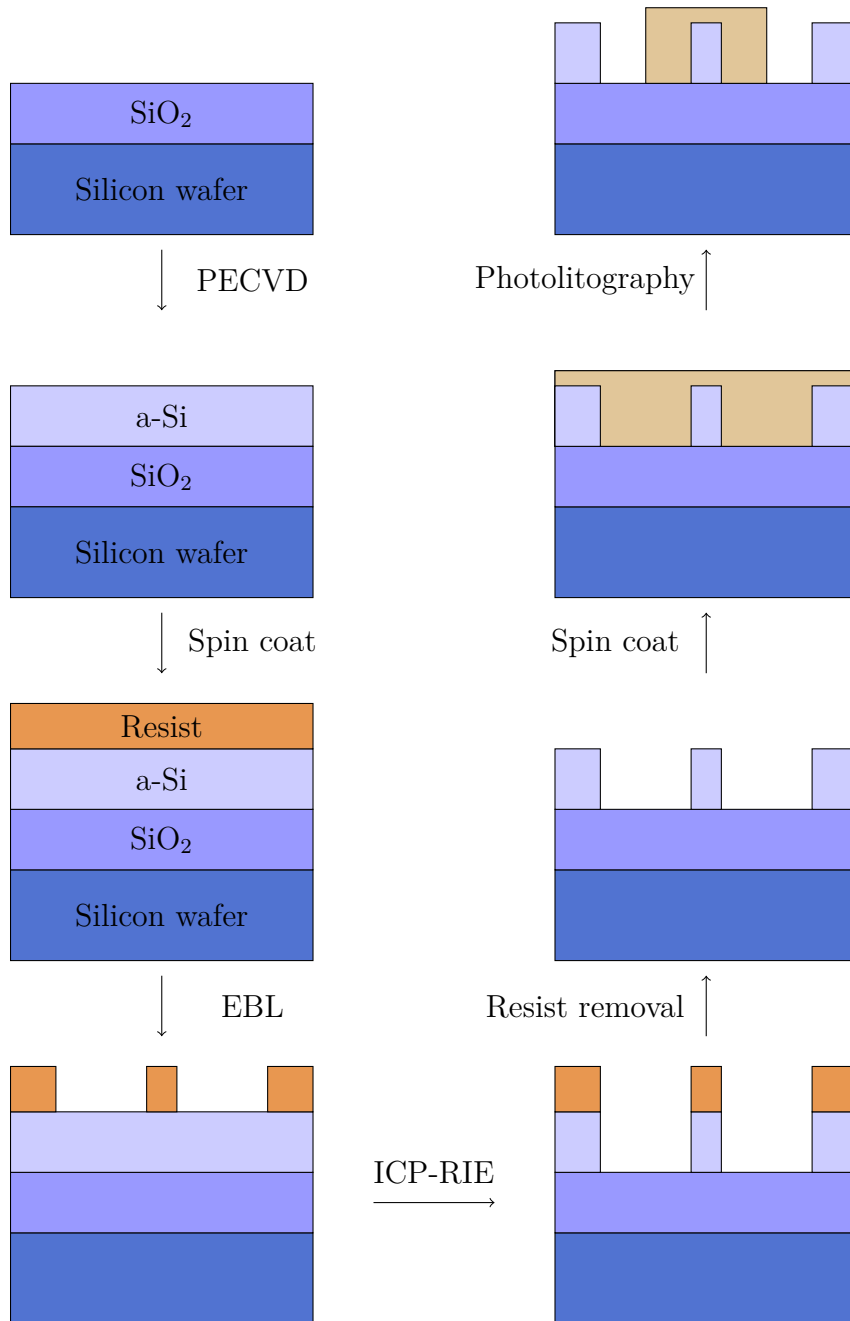 SiO₂
Silicon wafer
PECVD
a-Si
SiO₂
Silicon wafer
Spin coat
Resist
a-Si
SiO₂
Silicon wafer
EBL
ICP-RIE
Resist removal
Spin coat
Photolitography